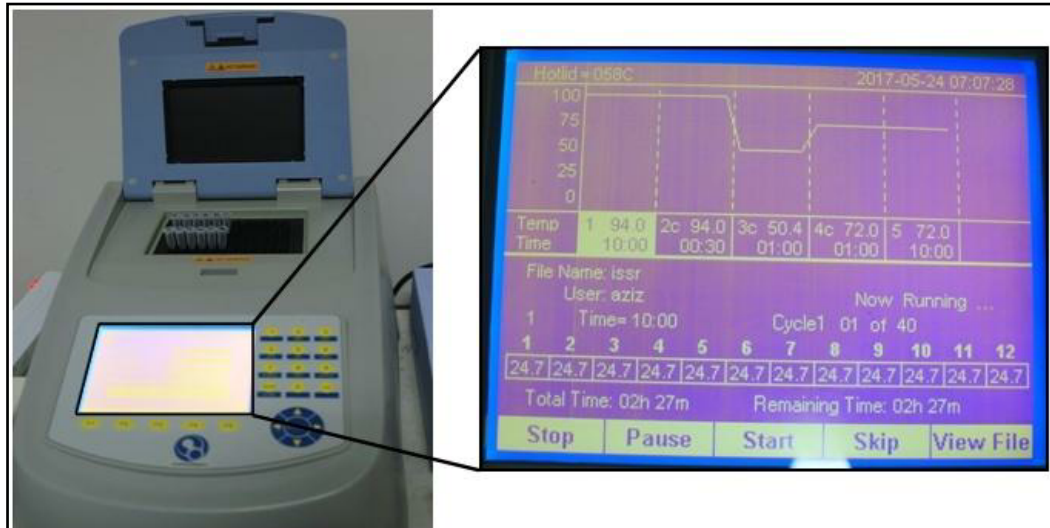 Hotlid = 058C 2017-05-24 07:07:28
100
75
50
25
0
Temp 1 94.0 2c 94.0 3c 50.4 4c 72.0 5 72.0
Time 10:00 00:30 01:00 01:00 10:00
File Name: issr
User: aziz Now Running ...
1 Time= 10:00 Cycle1 01 of 40
1 2 3 4 5 6 7 8 9 10 11 12
24.7 24.7 24.7 24.7 24.7 24.7 24.7 24.7 24.7 24.7 24.7 24.7
Total Time: 02h 27m Remaining Time: 02h 27m
Stop Pause Start Skip View File